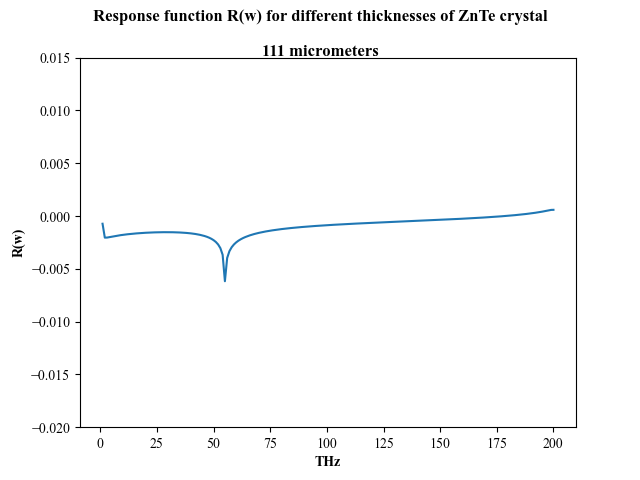 Response function R(w) for different thicknesses of ZnTe crystal
111 micrometers
0.015
0.010
0.005
0.000
−0.005
−0.010
−0.015
−0.020
R(w)
0 25 50 75 100 125 150 175 200
THz